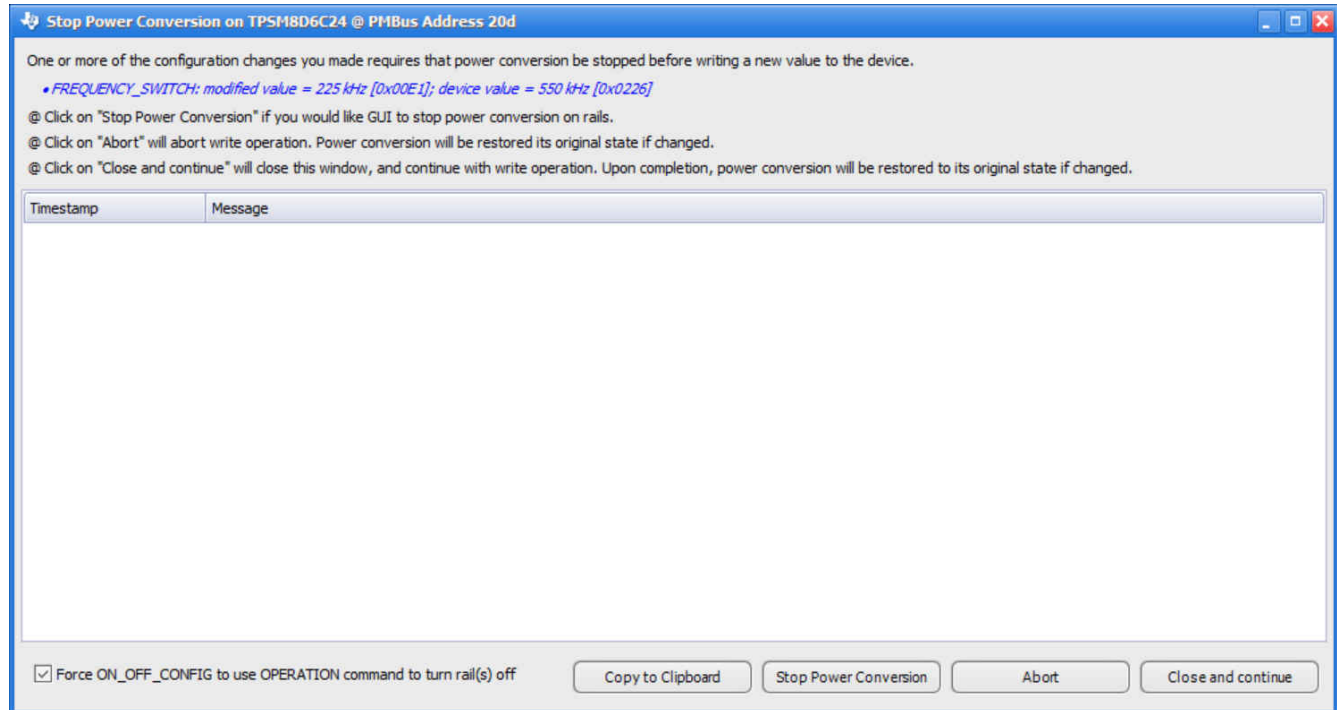 Stop Power Conversion on TPSM8D6C24 @ PMBus Address 20d
One or more of the configuration changes you made requires that power conversion be stopped before writing a new value to the device.
• FREQUENCY_SWITCH: modified value = 225 kHz [0x00E1]; device value = 550 kHz [0x0226]
@ Click on "Stop Power Conversion" if you would like GUI to stop power conversion on rails.
@ Click on "Abort" will abort write operation. Power conversion will be restored its original state if changed.
@ Click on "Close and continue" will close this window, and continue with write operation. Upon completion, power conversion will be restored to its original state if changed.
Timestamp Message
Force ON_OFF_CONFIG to use OPERATION command to turn rail(s) off Copy to Clipboard Stop Power Conversion Abort Close and continue